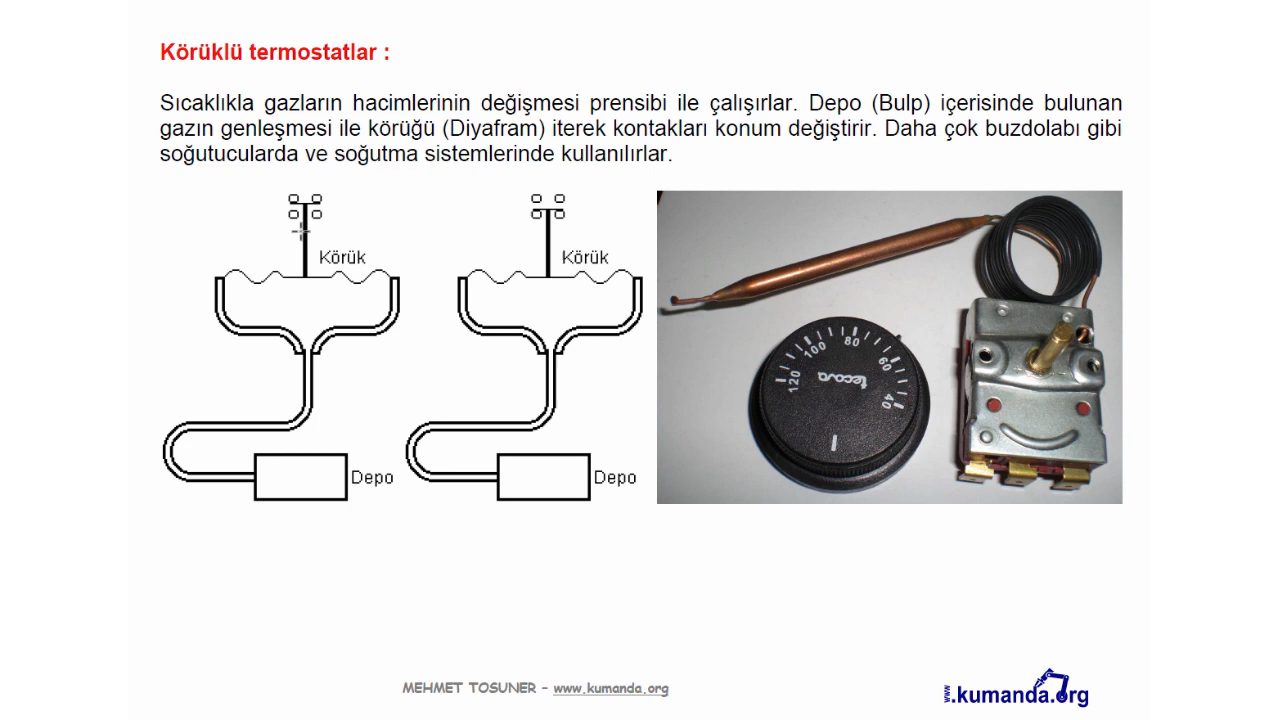 Körüklü termostatlar :
Sıcaklıkla gazların hacimlerinin değişmesi prensibi ile çalışırlar. Depo (Bulp) içerisinde bulunan
gazın genleşmesi ile körüğü (Diyafram) iterek kontakları konum değiştirir. Daha çok buzdolabı gibi
soğutucularda ve soğutma sistemlerinde kullanılırlar.
Körük
Körük
Depo
Depo
120
100
80
60
40
tecasa
MEHMET TOSUNER – www.kumanda.org
www.kumanda.org